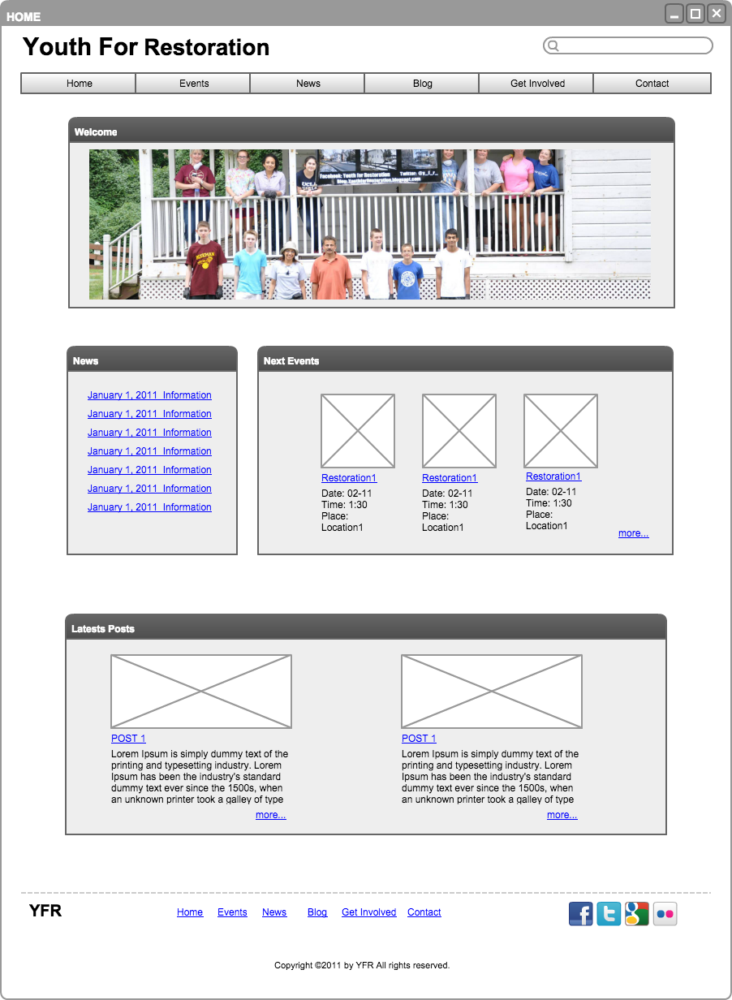 HOME
Youth For Restoration
Home Events News Blog Get Involved Contact
Welcome
Facebook: Youth for Restoration Twitter: @y_f_r_
Blog: YouthforRestoration.blogspot.com
UCLA
News
January 1, 2011 Information
January 1, 2011 Information
January 1, 2011 Information
January 1, 2011 Information
January 1, 2011 Information
January 1, 2011 Information
January 1, 2011 Information
Next Events
Restoration1
Date: 02-11
Time: 1:30
Place:
Location1
Restoration1
Date: 02-11
Time: 1:30
Place:
Location1
Restoration1
Date: 02-11
Time: 1:30
Place:
Location1
more...
Latests Posts
POST 1
Lorem Ipsum is simply dummy text of the
printing and typesetting industry. Lorem
Ipsum has been the industry's standard
dummy text ever since the 1500s, when
an unknown printer took a galley of type
more...
POST 1
Lorem Ipsum is simply dummy text of the
printing and typesetting industry. Lorem
Ipsum has been the industry's standard
dummy text ever since the 1500s, when
an unknown printer took a galley of type
more...
YFR
Home Events News Blog Get Involved Contact
f t g
Copyright ©2011 by YFR All rights reserved.